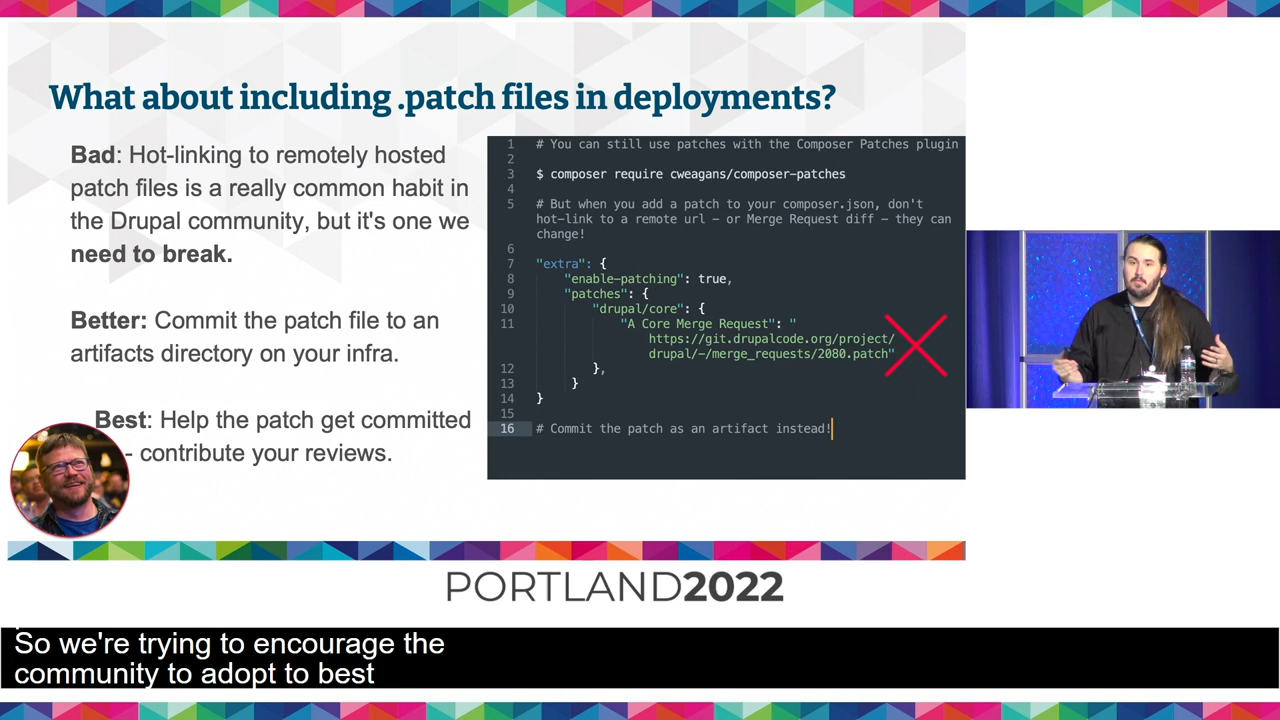 What about including .patch files in deployments?
Bad: Hot-linking to remotely hosted
patch files is a really common habit in
the Drupal community, but it's one we
need to break.
Better: Commit the patch file to an
artifacts directory on your infra.
Best: Help the patch get committed
- contribute your reviews.
1 # You can still use patches with the Composer Patches plugin
2
3 $ composer require cweagans/composer-patches
4
5 # But when you add a patch to your composer.json, don't
hot-link to a remote url - or Merge Request diff - they can
change!
6
7 "extra": {
8 "enable-patching": true,
9 "patches": {
10 "drupal/core": {
11 "A Core Merge Request": "
https://git.drupalcode.org/project/
drupal/-/merge_requests/2080.patch"
12 },
13 }
14 }
15
16 # Commit the patch as an artifact instead!
PORTLAND2022
So we're trying to encourage the
community to adopt to best